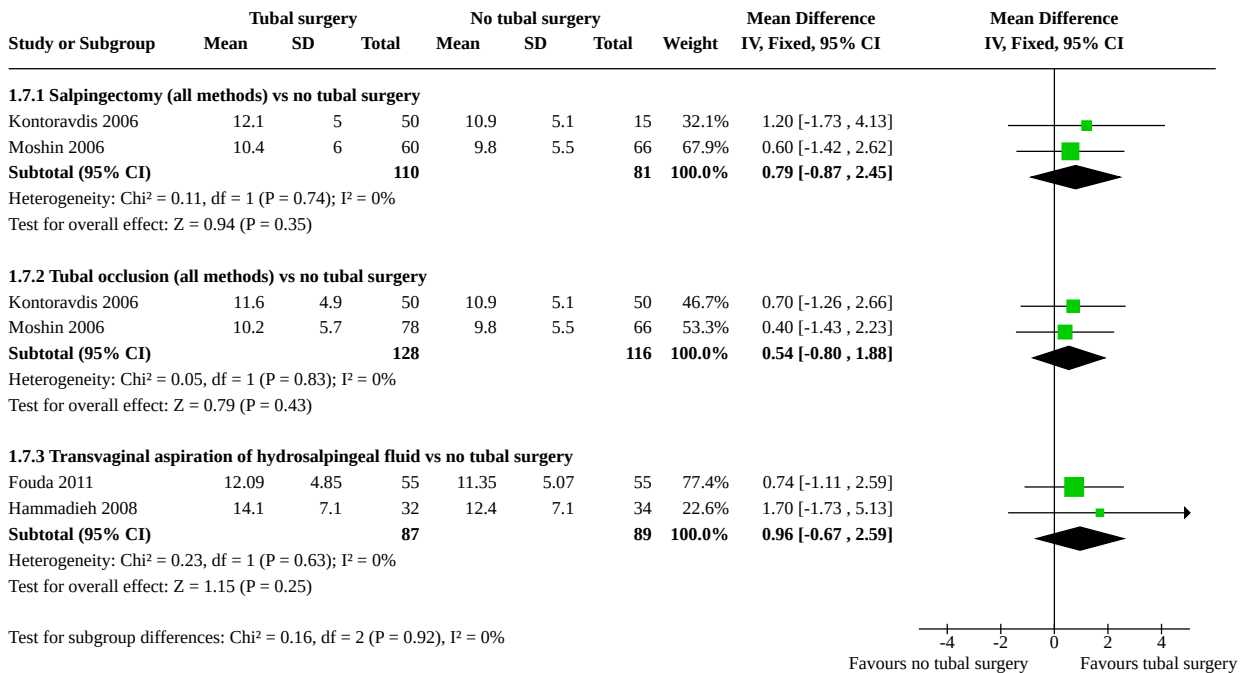 Tubal surgery No tubal surgery Mean Difference Mean Difference
Study or Subgroup Mean SD Total Mean SD Total Weight IV, Fixed, 95% CI IV, Fixed, 95% CI
1.7.1 Salpingectomy (all methods) vs no tubal surgery
Kontoravdis 2006 12.1 5 50 10.9 5.1 15 32.1% 1.20 [-1.73 , 4.13]
Moshin 2006 10.4 6 60 9.8 5.5 66 67.9% 0.60 [-1.42 , 2.62]
Subtotal (95% CI) 110 81 100.0% 0.79 [-0.87 , 2.45]
Heterogeneity: Chi² = 0.11, df = 1 (P = 0.74); I² = 0%
Test for overall effect: Z = 0.94 (P = 0.35)
1.7.2 Tubal occlusion (all methods) vs no tubal surgery
Kontoravdis 2006 11.6 4.9 50 10.9 5.1 50 46.7% 0.70 [-1.26 , 2.66]
Moshin 2006 10.2 5.7 78 9.8 5.5 66 53.3% 0.40 [-1.43 , 2.23]
Subtotal (95% CI) 128 116 100.0% 0.54 [-0.80 , 1.88]
Heterogeneity: Chi² = 0.05, df = 1 (P = 0.83); I² = 0%
Test for overall effect: Z = 0.79 (P = 0.43)
1.7.3 Transvaginal aspiration of hydrosalpingeal fluid vs no tubal surgery
Fouda 2011 12.09 4.85 55 11.35 5.07 55 77.4% 0.74 [-1.11 , 2.59]
Hammadieh 2008 14.1 7.1 32 12.4 7.1 34 22.6% 1.70 [-1.73 , 5.13]
Subtotal (95% CI) 87 89 100.0% 0.96 [-0.67 , 2.59]
Heterogeneity: Chi² = 0.23, df = 1 (P = 0.63); I² = 0%
Test for overall effect: Z = 1.15 (P = 0.25)
Test for subgroup differences: Chi² = 0.16, df = 2 (P = 0.92), I² = 0%
-4 -2 0 2 4
Favours no tubal surgery Favours tubal surgery